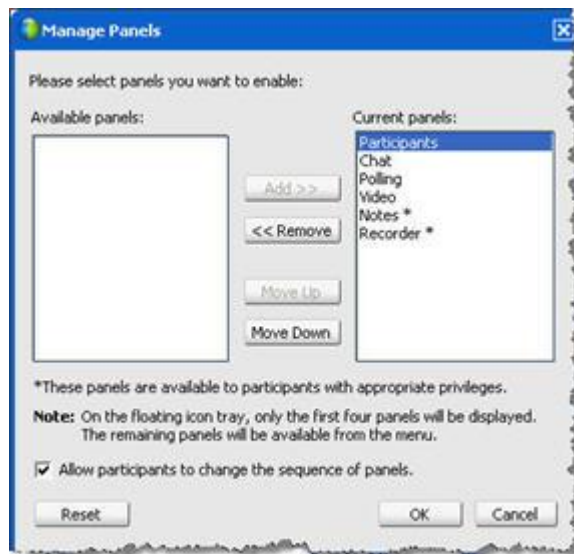 Manage Panels
Please select panels you want to enable:
Available panels:
Current panels:
Participants
Chat
Polling
Video
Notes *
Recorder *
Add >>
<< Remove
Move Up
Move Down
*These panels are available to participants with appropriate privileges.
Note: On the floating icon tray, only the first four panels will be displayed.
The remaining panels will be available from the menu.
Allow participants to change the sequence of panels.
Reset
OK
Cancel